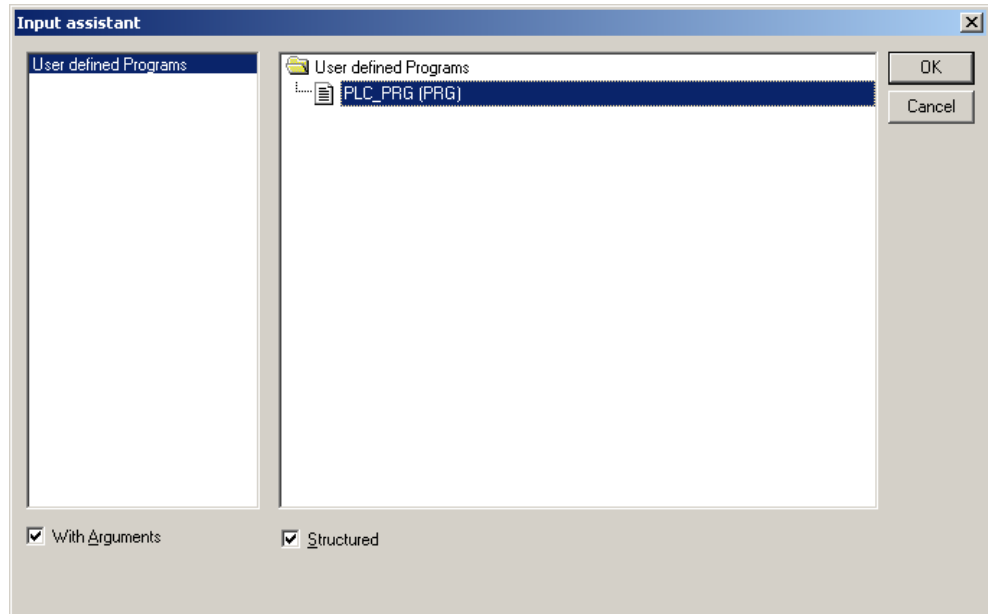 Input assistant
User defined Programs
User defined Programs
PLC_PRG (PRG)
OK
Cancel
With Arguments
Structured